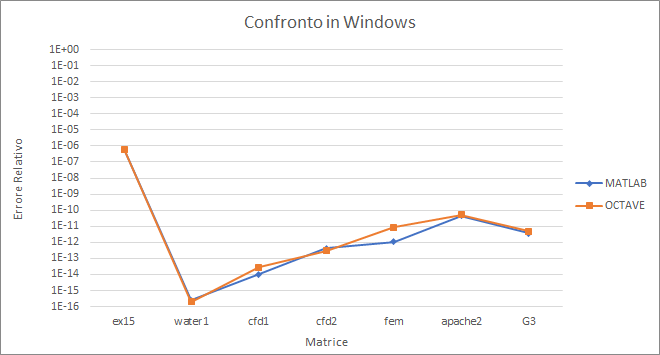 Confronto in Windows
1E+00
1E-01
1E-02
1E-03
1E-04
1E-05
1E-06
1E-07
1E-08
1E-09
1E-10
1E-11
1E-12
1E-13
1E-14
1E-15
1E-16
Errore Relativo
ex15
water1
cfd1
cfd2
fem
apache2
G3
Matrice
MATLAB
OCTAVE